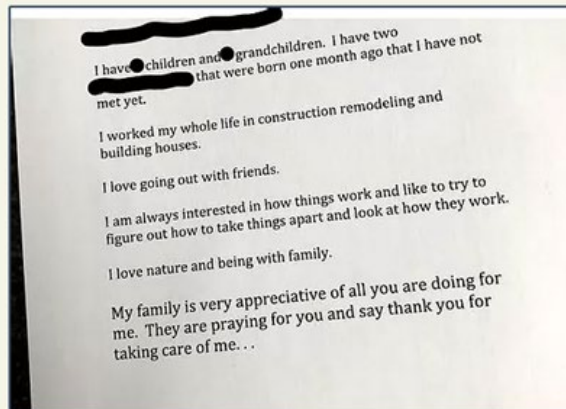 I have children and grandchildren. I have two
that were born one month ago that I have not
met yet.
I worked my whole life in construction remodeling and
building houses.
I love going out with friends.
I am always interested in how things work and like to try to
figure out how to take things apart and look at how they work.
I love nature and being with family.
My family is very appreciative of all you are doing for
me. They are praying for you and say thank you for
taking care of me...